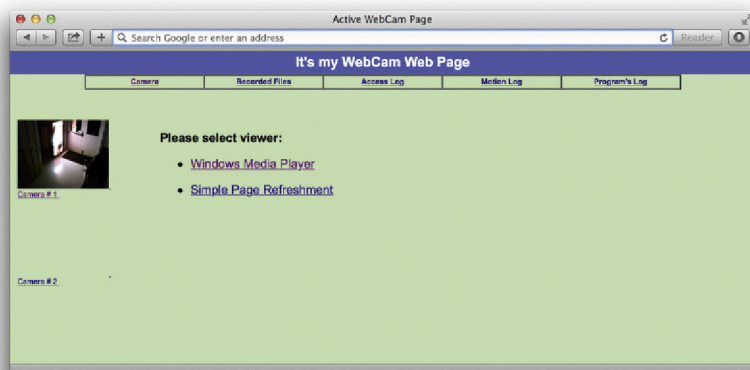 Active WebCam Page
Search Google or enter an address
Reader
It's my WebCam Web Page
Camera
Recorded Files
Access Log
Motion Log
Program's Log
Please select viewer:
Windows Media Player
Simple Page Refreshment
Camera # 1
Camera # 2